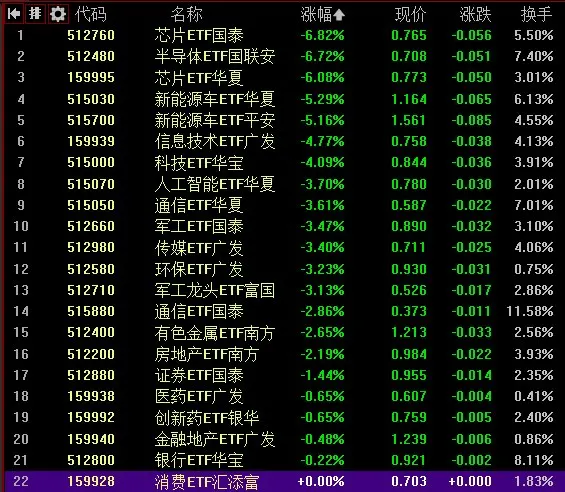 代码 名称 涨幅 现价 涨跌 换手
1 512760 芯片ETF国泰 -6.82% 0.765 -0.056 5.50%
2 512480 半导体ETF国联安 -6.72% 0.708 -0.051 7.40%
3 159995 芯片ETF华夏 -6.08% 0.773 -0.050 3.01%
4 515030 新能源车ETF华夏 -5.29% 1.164 -0.065 6.13%
5 515700 新能源车ETF平安 -5.16% 1.561 -0.085 4.55%
6 159939 信息技术ETF广发 -4.77% 0.758 -0.038 4.13%
7 515000 科技ETF华宝 -4.09% 0.844 -0.036 3.91%
8 515070 人工智能ETF华夏 -3.70% 0.780 -0.030 2.01%
9 515050 通信ETF华夏 -3.61% 0.587 -0.022 7.01%
10 512660 军工ETF国泰 -3.47% 0.890 -0.032 3.10%
11 512980 传媒ETF广发 -3.40% 0.711 -0.025 4.06%
12 512580 环保ETF广发 -3.23% 0.930 -0.031 0.75%
13 512710 军工龙头ETF富国 -3.13% 0.526 -0.017 2.86%
14 515880 通信ETF国泰 -2.86% 0.373 -0.011 11.58%
15 512400 有色金属ETF南方 -2.65% 1.213 -0.033 2.56%
16 512200 房地产ETF南方 -2.19% 0.984 -0.022 3.93%
17 512880 证券ETF国泰 -1.44% 0.955 -0.014 2.35%
18 159938 医药ETF广发 -0.65% 0.607 -0.004 0.41%
19 159992 创新药ETF银华 -0.65% 0.759 -0.005 2.40%
20 159940 金融地产ETF广发 -0.48% 1.239 -0.006 0.86%
21 512800 银行ETF华宝 -0.22% 0.921 -0.002 8.11%
22 159928 消费ETF汇添富 +0.00% 0.703 +0.000 1.83%